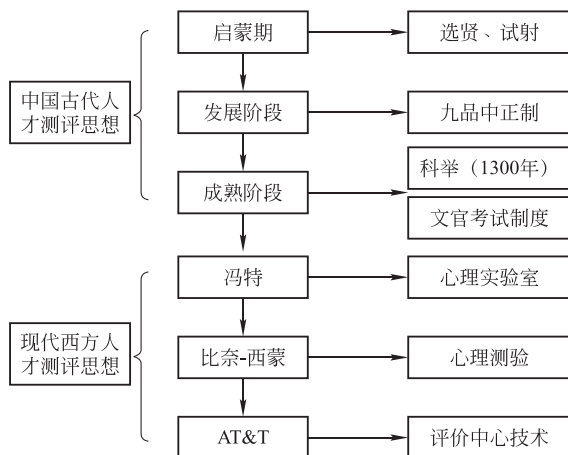 启蒙期
选贤、试射
中国古代人
才测评思想
发展阶段
九品中正制
成熟阶段
科举（1300年）
文官考试制度
冯特
心理实验室
现代西方人
才测评思想
比奈-西蒙
心理测验
AT&T
评价中心技术